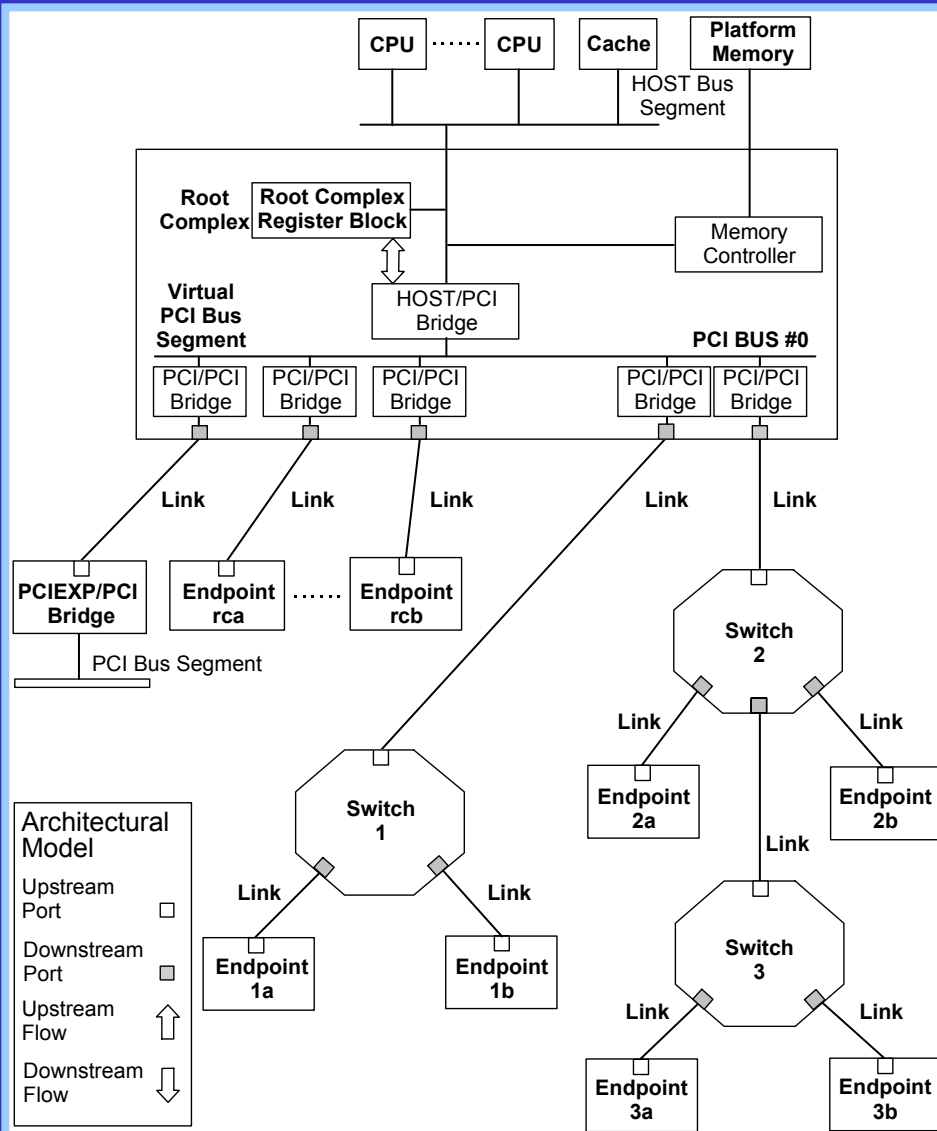 CPU ...... CPU
Cache
Platform
Memory
HOST Bus
Segment
Root
Complex
Root Complex
Register Block
Memory
Controller
HOST/PCI
Bridge
Virtual
PCI Bus
Segment
PCI BUS #0
PCI/PCI
Bridge
PCI/PCI
Bridge
PCI/PCI
Bridge
PCI/PCI
Bridge
PCI/PCI
Bridge
Link
Link
Link
Link
Link
PCIEXP/PCI
Bridge
PCI Bus Segment
Endpoint
rca
......
Endpoint
rcb
Switch
2
Link
Link
Endpoint
2a
Endpoint
2b
Link
Switch
1
Link
Link
Endpoint
1a
Endpoint
1b
Switch
3
Link
Link
Endpoint
3a
Endpoint
3b
Architectural
Model
Upstream
Port
Downstream
Port
Upstream
Flow
Downstream
Flow